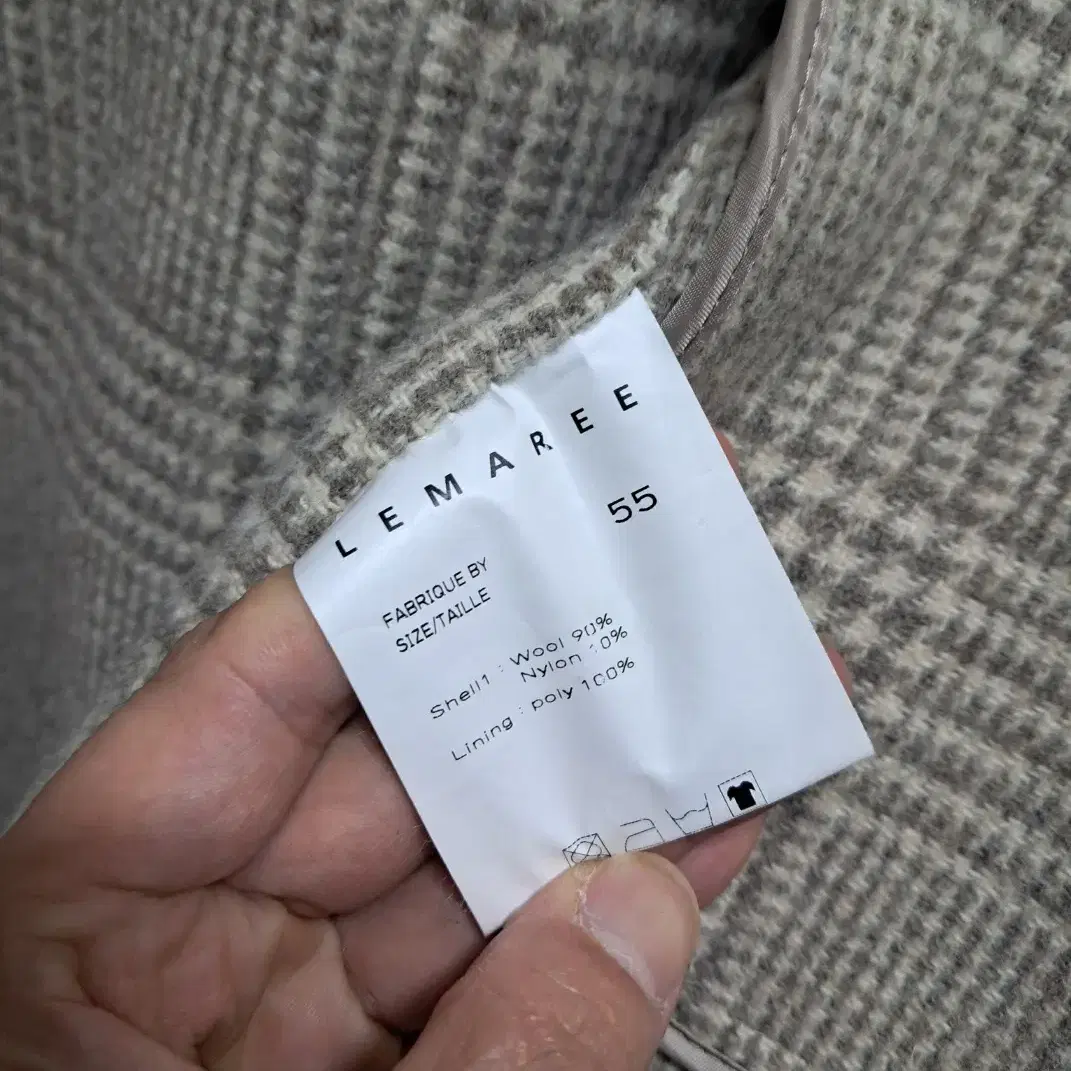 LEMAREE
55
FABRIQUE BY
SIZE/TAILLE
Shell1 : Wool 90%
Nylon 10%
Lining : poly 100%